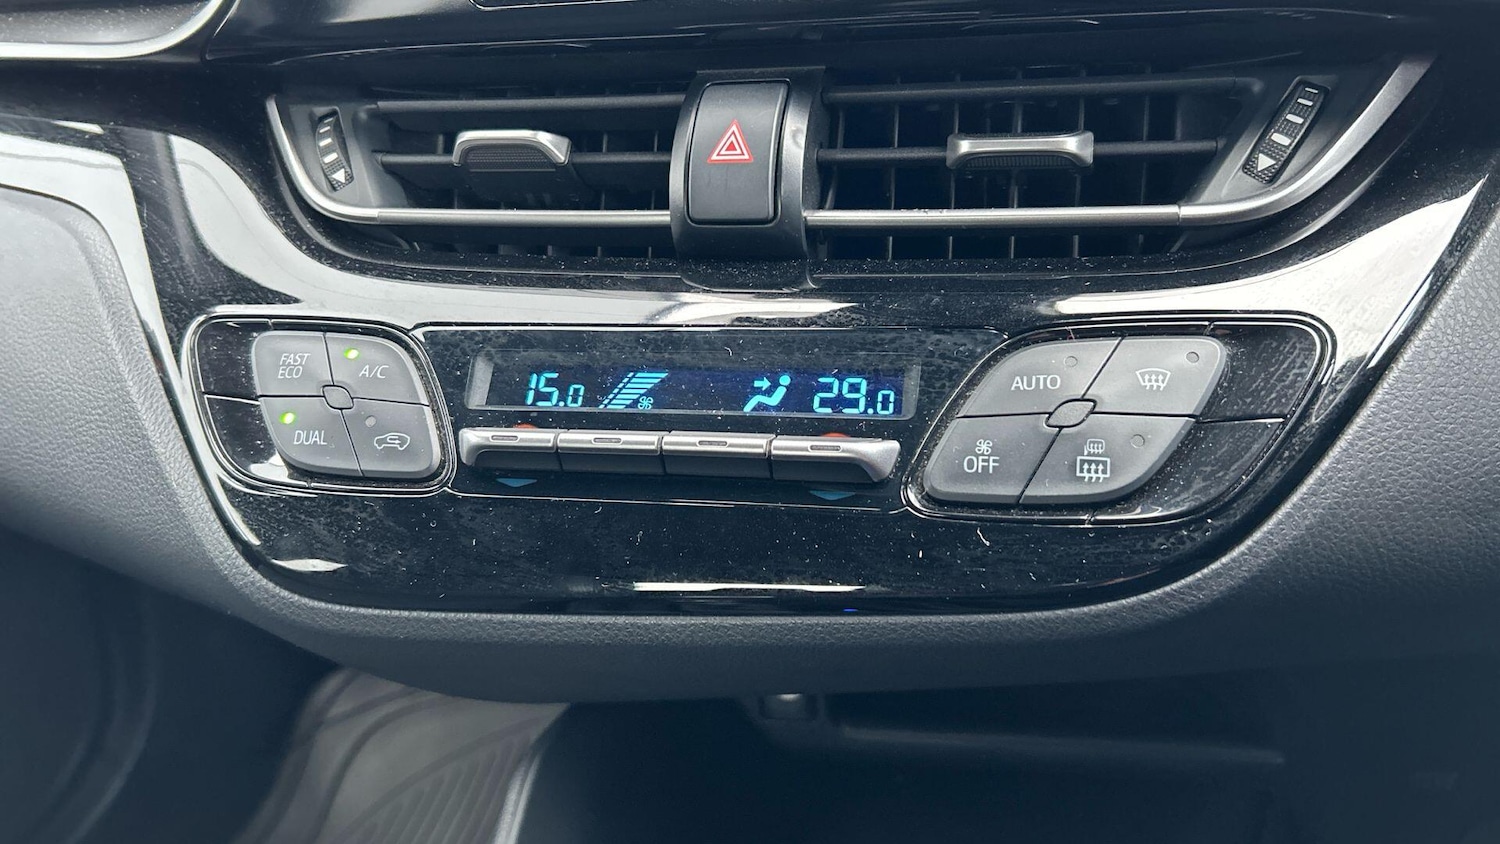 FAST
ECO
A/C
DUAL
15.0
29.0
AUTO
OFF